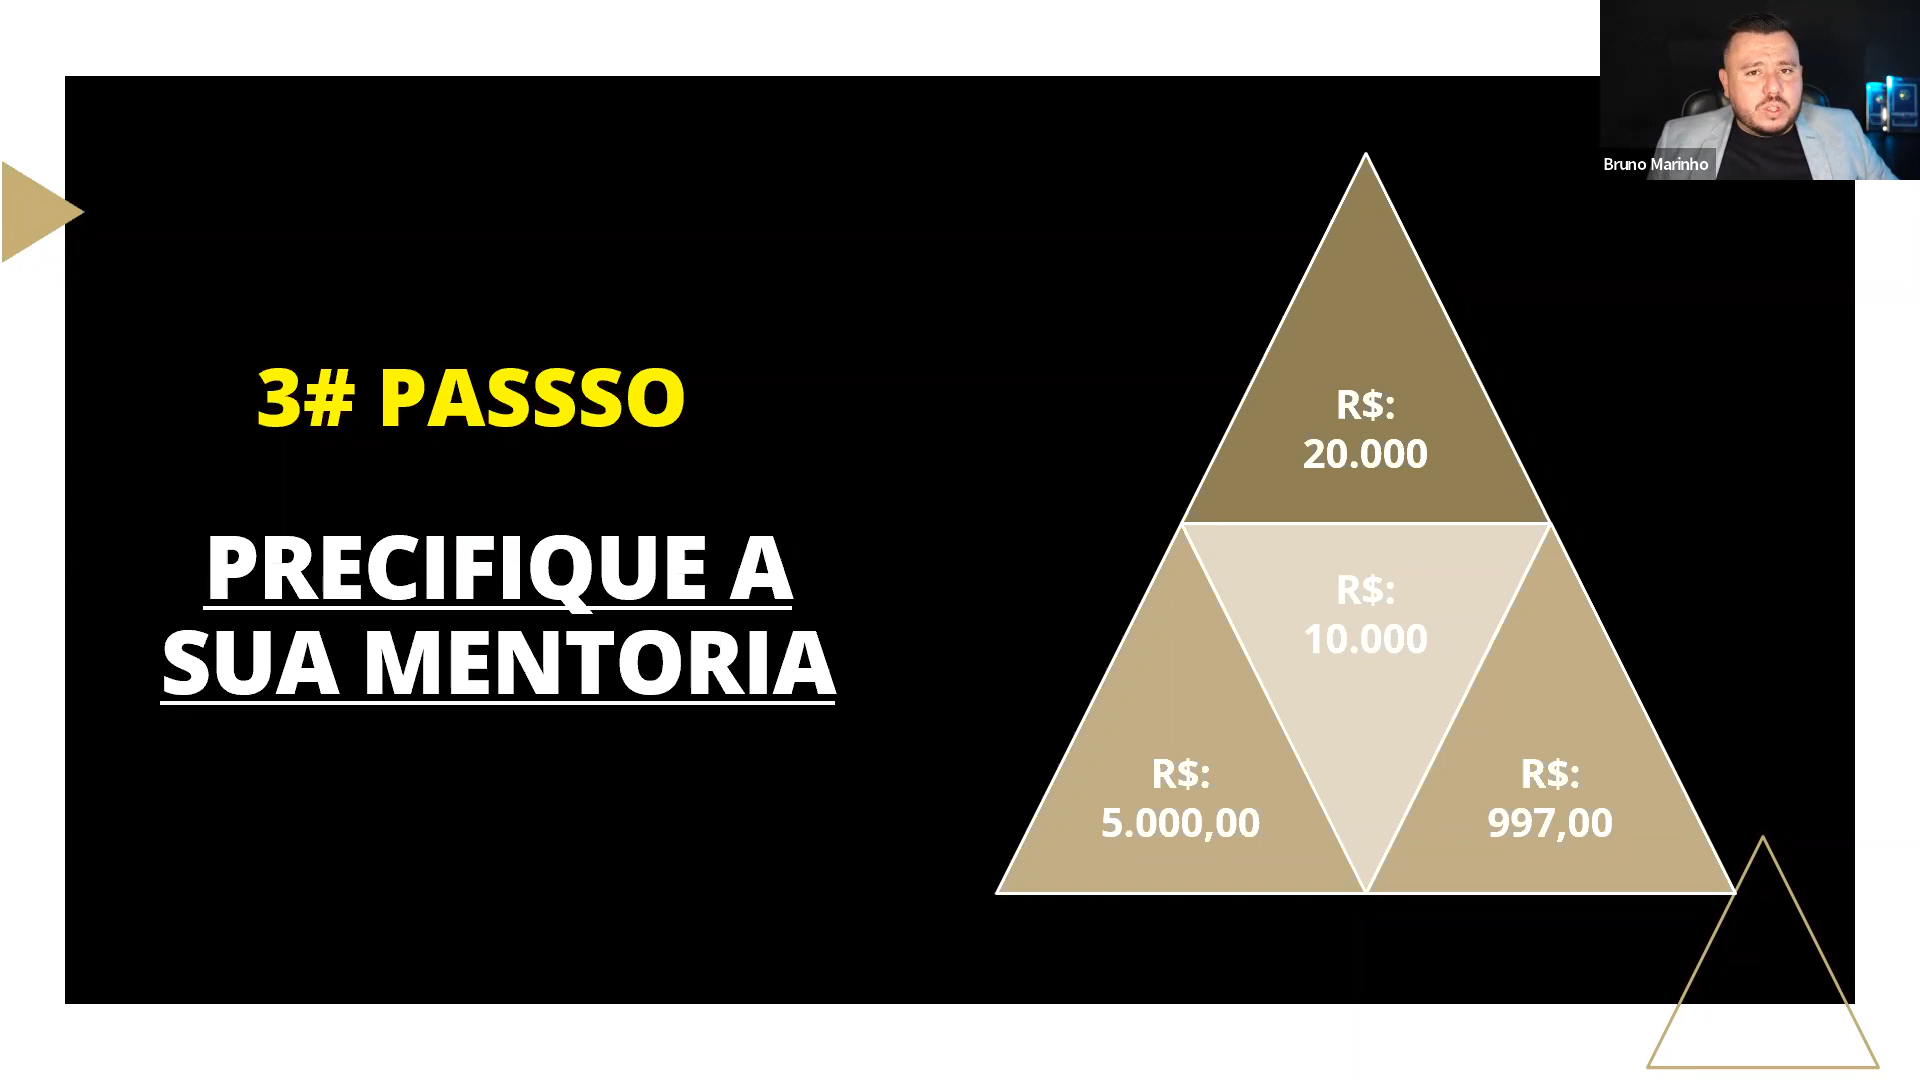 Bruno Marinho
3# PASSSO
PRECIFIQUE A
SUA MENTORIA
R$:
20.000
R$:
10.000
R$:
5.000,00
R$:
997,00